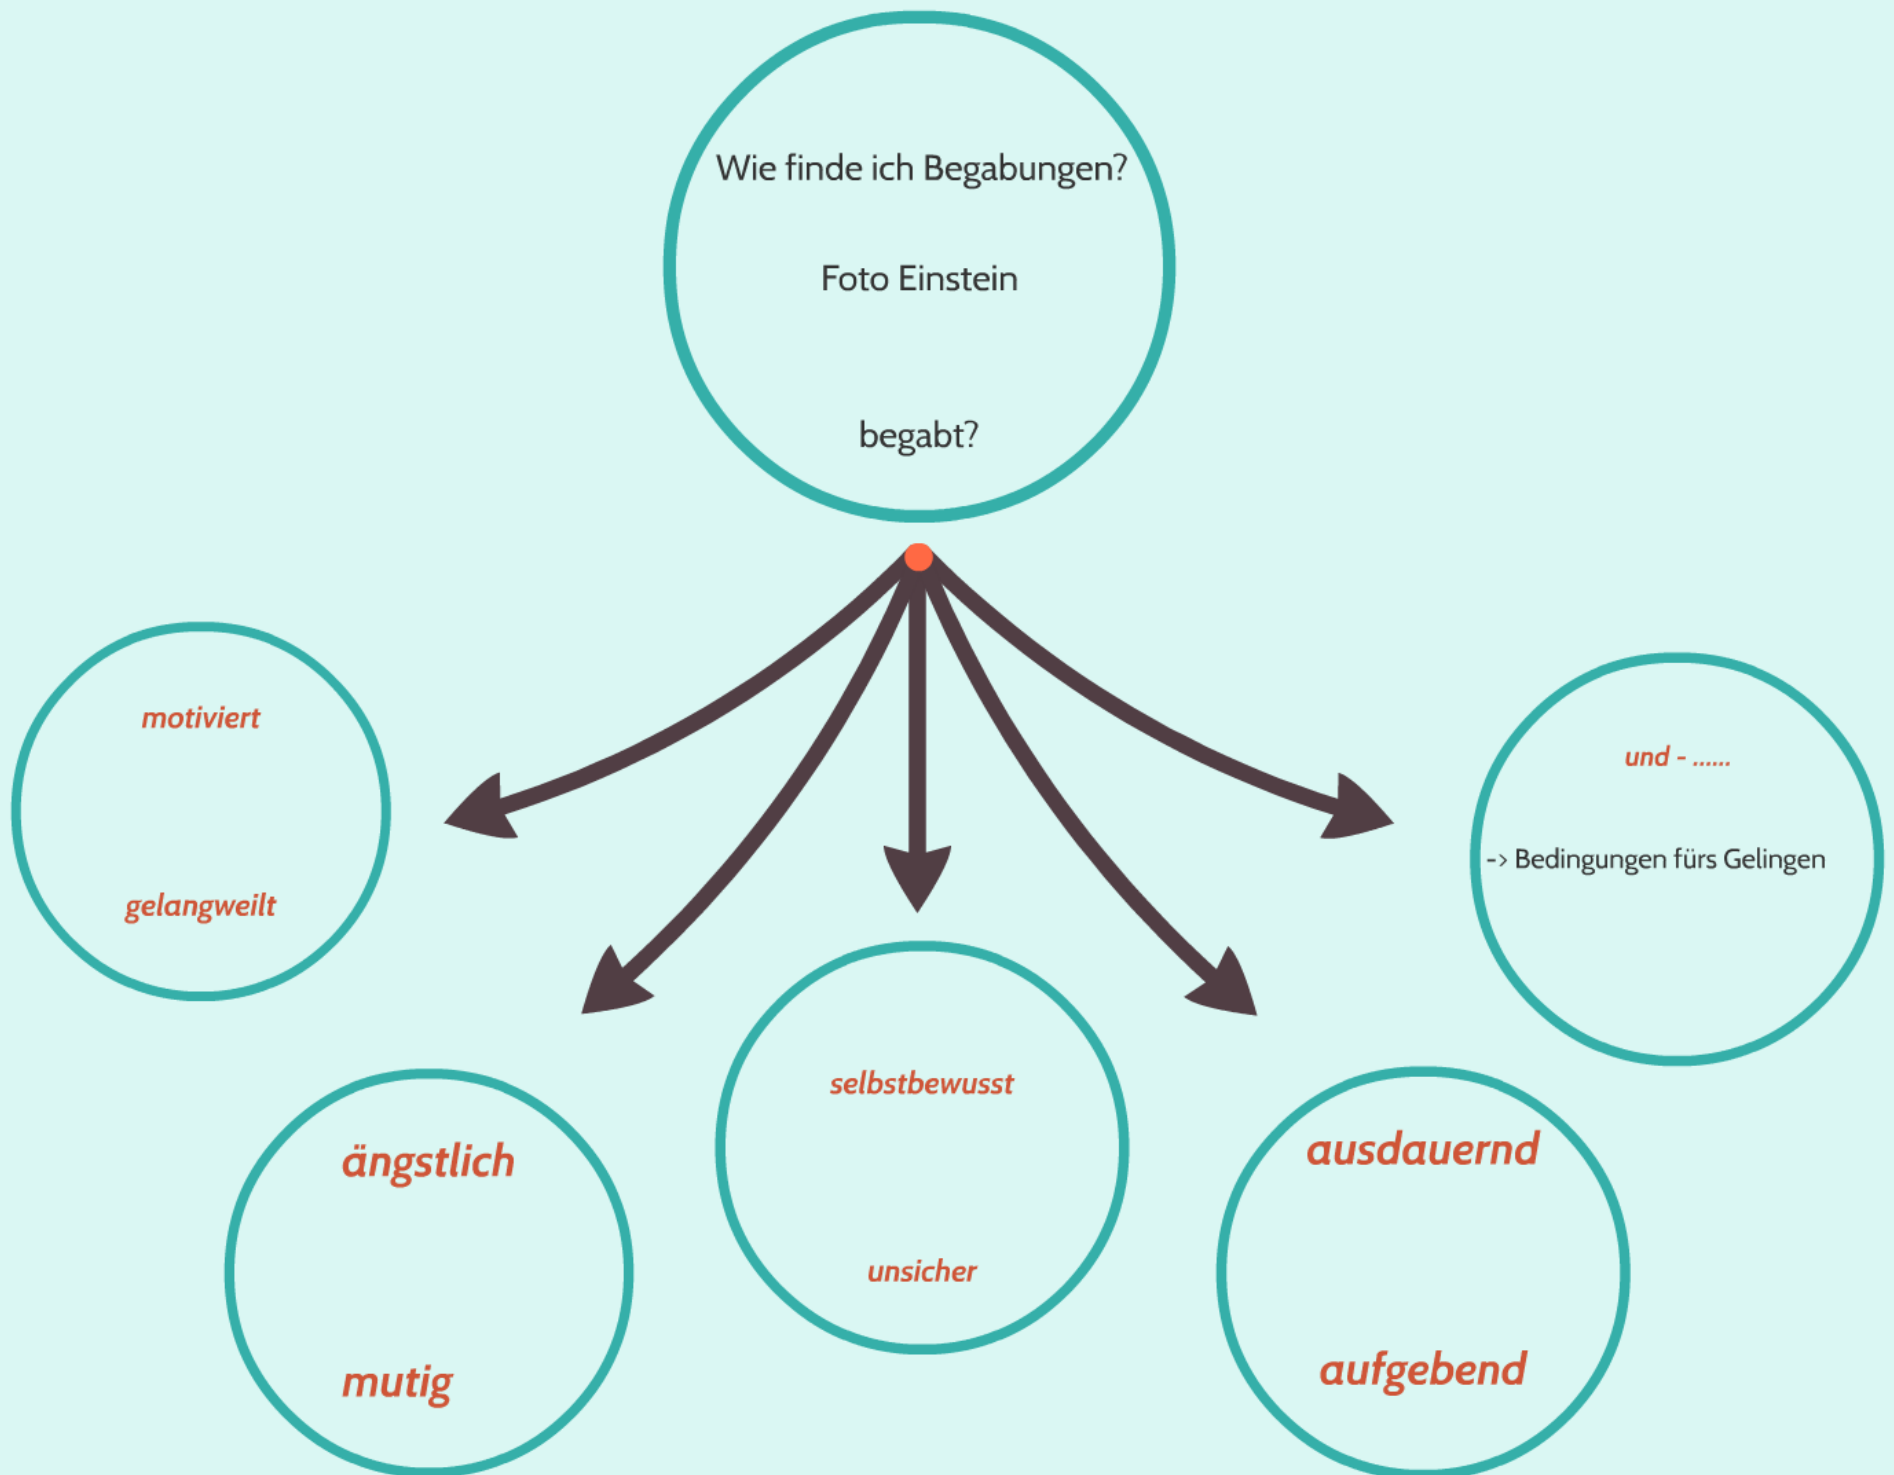 Wie finde ich Begabungen?
Foto Einstein
begabt?
motiviert
gelangweilt
ängstlich
mutig
selbstbewusst
unsicher
ausdauernd
aufgebend
und - ......
-> Bedingungen fürs Gelingen